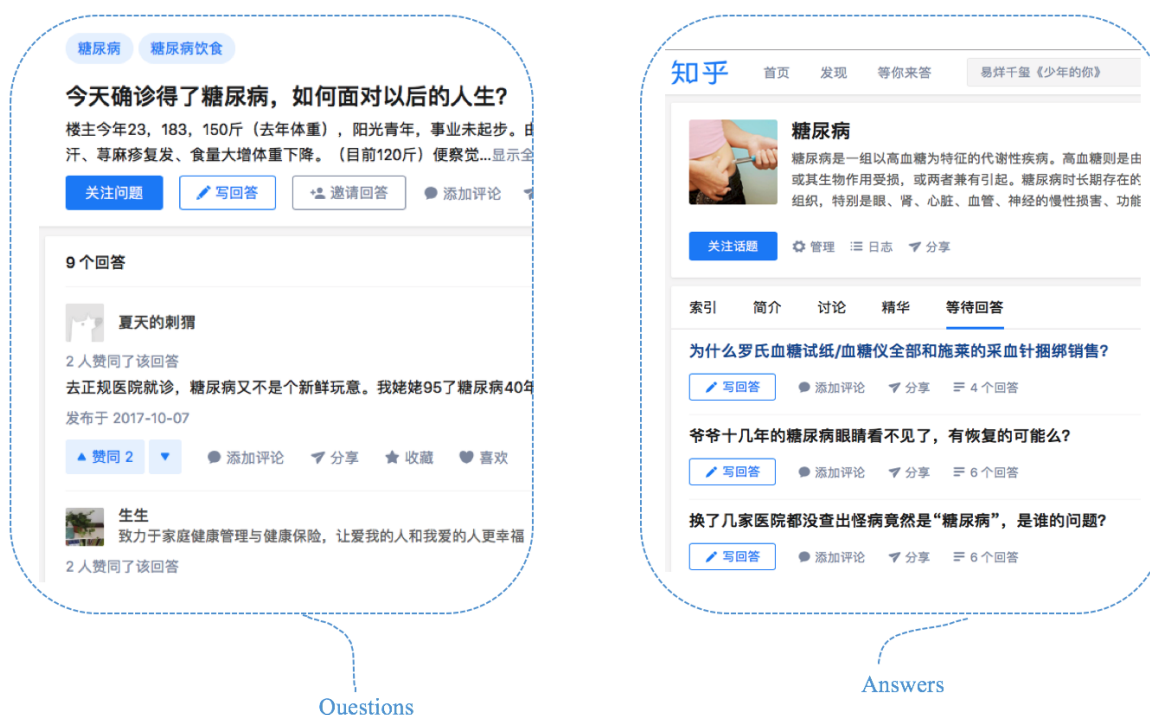 糖尿病
糖尿病饮食
今天确诊得了糖尿病，如何面对以后的人生？
楼主今年23，183，150斤（去年体重），阳光青年，事业未起步。由
汗、荨麻疹复发、食量大增体重下降。（目前120斤）便察觉...显示全
关注问题
写回答
邀请回答
添加评论
9 个回答
夏天的刺猬
2 人赞同了该回答
去正规医院就诊，糖尿病又不是个新鲜玩意。我姥姥95了糖尿病40年
发布于 2017-10-07
赞同 2
添加评论
分享
收藏
喜欢
生生
致力于家庭健康管理与健康保险，让爱我的人和我爱的人更幸福
2 人赞同了该回答
Ouestions
知乎
首页
发现
等你来答
易烊千玺《少年的你》
糖尿病
糖尿病是一组以高血糖为特征的代谢性疾病。高血糖则是由
或其生物作用受损，或两者兼有引起。糖尿病时长期存在的
组织，特别是眼、肾、心脏、血管、神经的慢性损害、功能
关注话题
管理
日志
分享
索引
简介
讨论
精华
等待回答
为什么罗氏血糖试纸/血糖仪全部和施莱的采血针捆绑销售？
写回答
添加评论
分享
4 个回答
爷爷十几年的糖尿病眼睛看不见了，有恢复的可能么？
写回答
添加评论
分享
6 个回答
换了几家医院都没查出怪病竟然是“糖尿病”，是谁的问题？
写回答
添加评论
分享
6 个回答
Answers